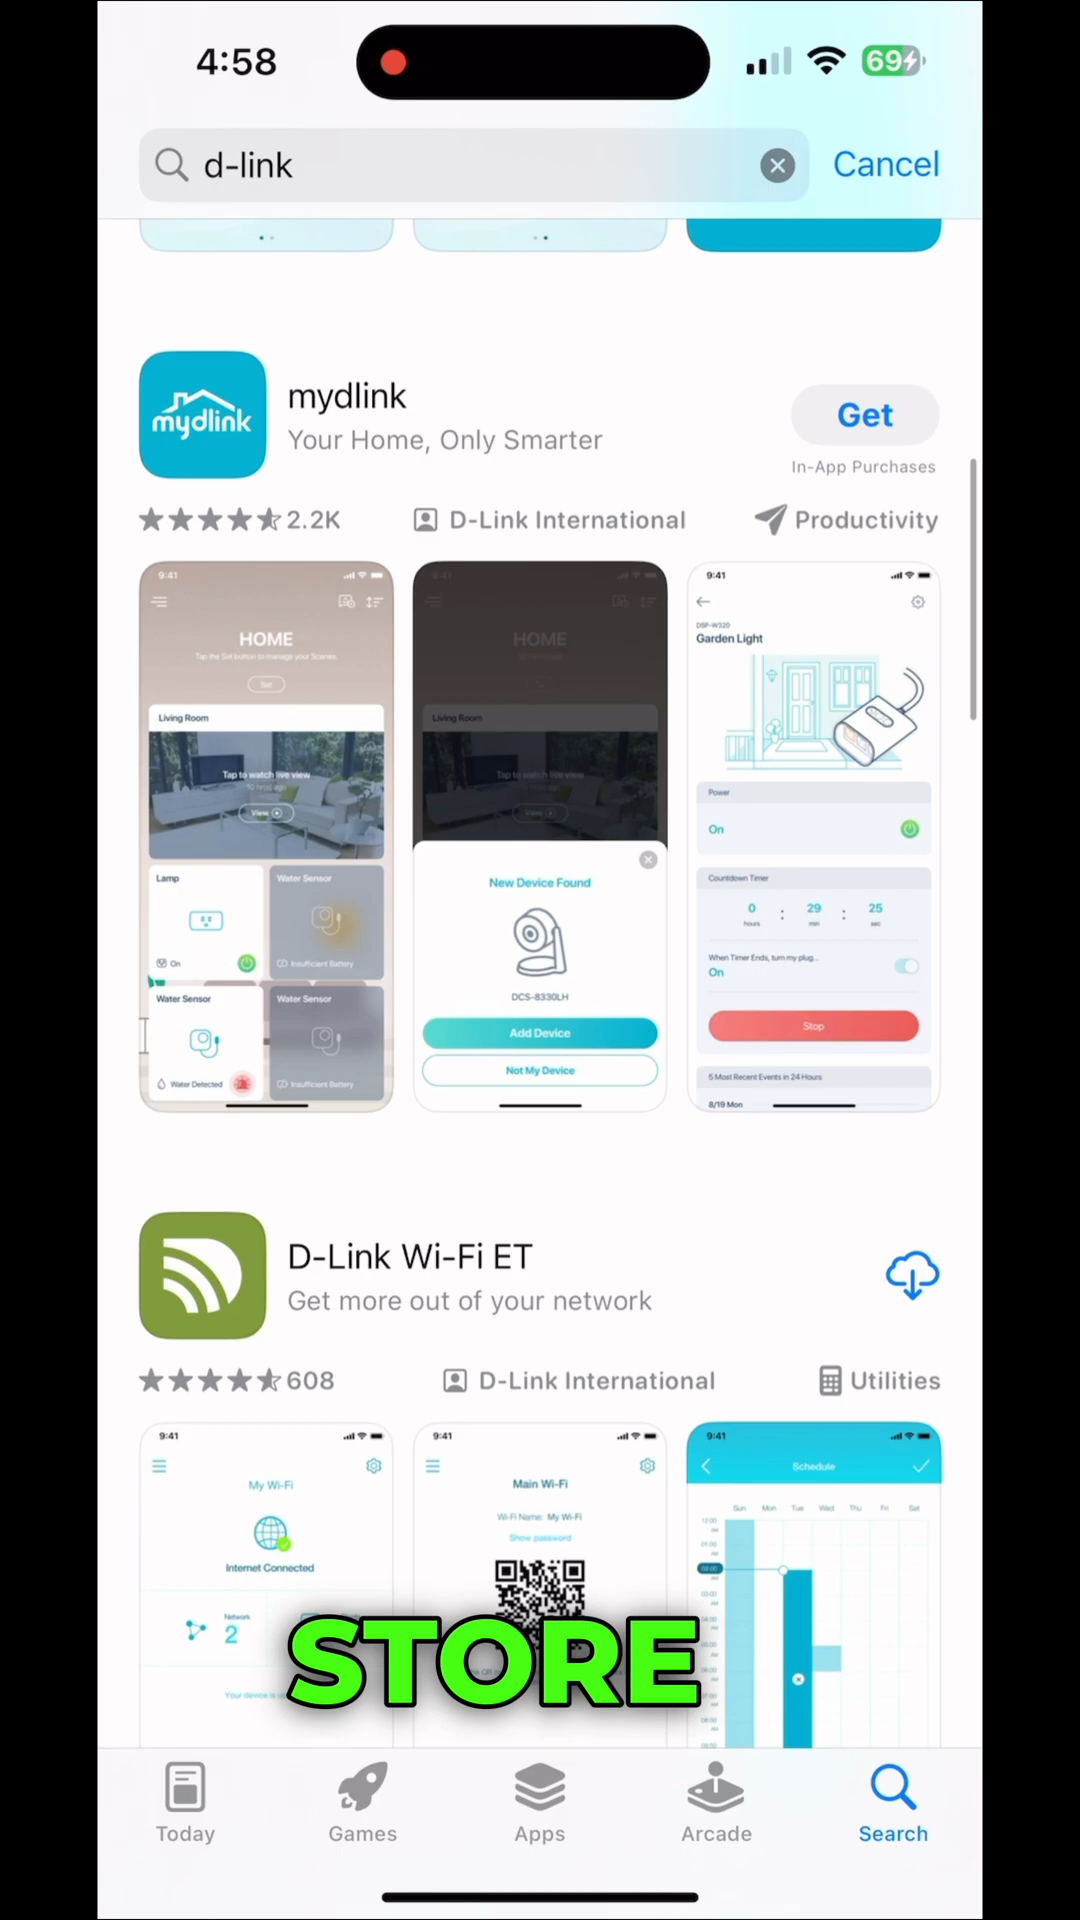 4:58
69
d-link
Cancel
mydlink
mydlink
Your Home, Only Smarter
Get
In-App Purchases
2.2K
D-Link International
Productivity
9:41
HOME
Tap the Set button to manage your Scenes
Set
Living Room
Tap to watch live view
View
Lamp
On
Water Sensor
Insufficient Battery
Water Sensor
Water Detected
Water Sensor
Insufficient Battery
9:41
HOME
Living Room
Tap to watch live view
View
New Device Found
DCS-8330LH
Add Device
Not My Device
9:41
DSP-W320
Garden Light
Power
On
Countdown Timer
0 : 29 : 25
hours min sec
When Timer Ends, turn my plug...
On
Stop
5 Most Recent Events in 24 Hours
8/19 Mon
D-Link Wi-Fi ET
Get more out of your network
608
D-Link International
Utilities
9:41
My Wi-Fi
Internet Connected
Network
2
9:41
Main Wi-Fi
Wi-Fi Name: My Wi-Fi
Show password
9:41
Schedule
Sun Mon Tue Wed Thu Fri Sat
STORE
Today
Games
Apps
Arcade
Search